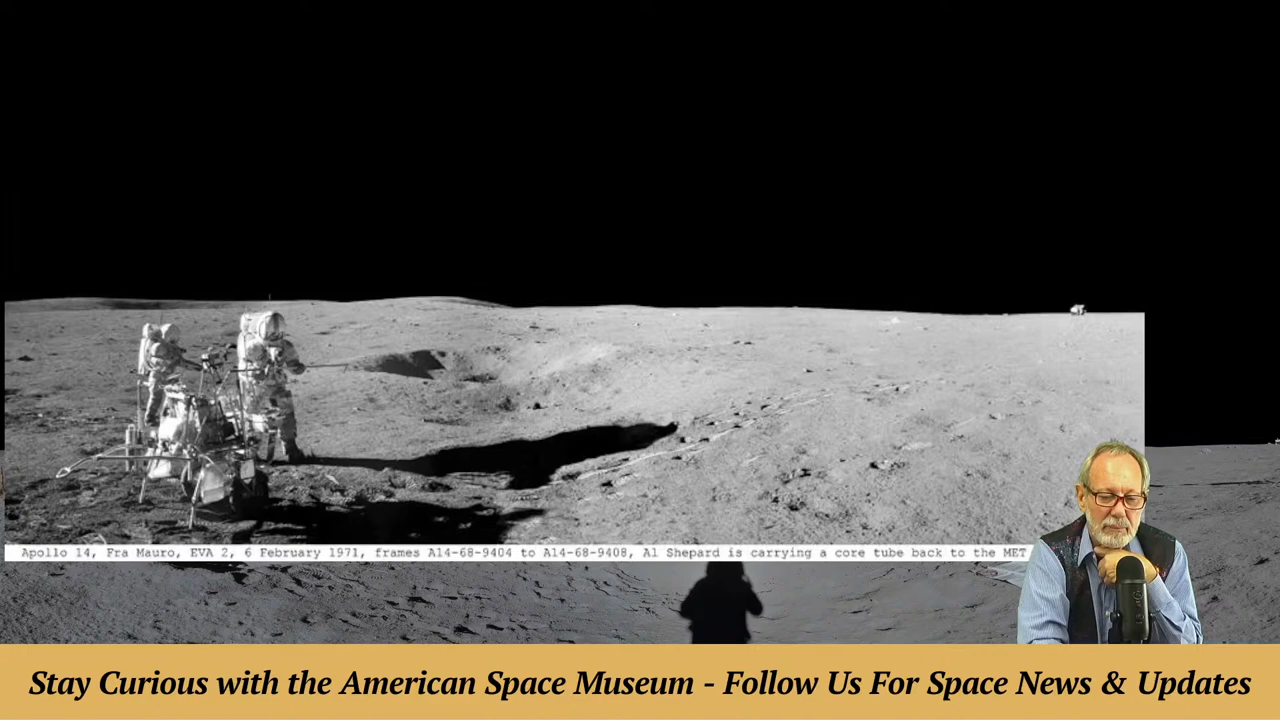 Apollo 14, Fra Mauro, EVA 2, 6 February 1971, frames A14-68-9404 to A14-68-9408, Al Shepard is carrying a core tube back to the MET
Stay Curious with the American Space Museum - Follow Us For Space News & Updates